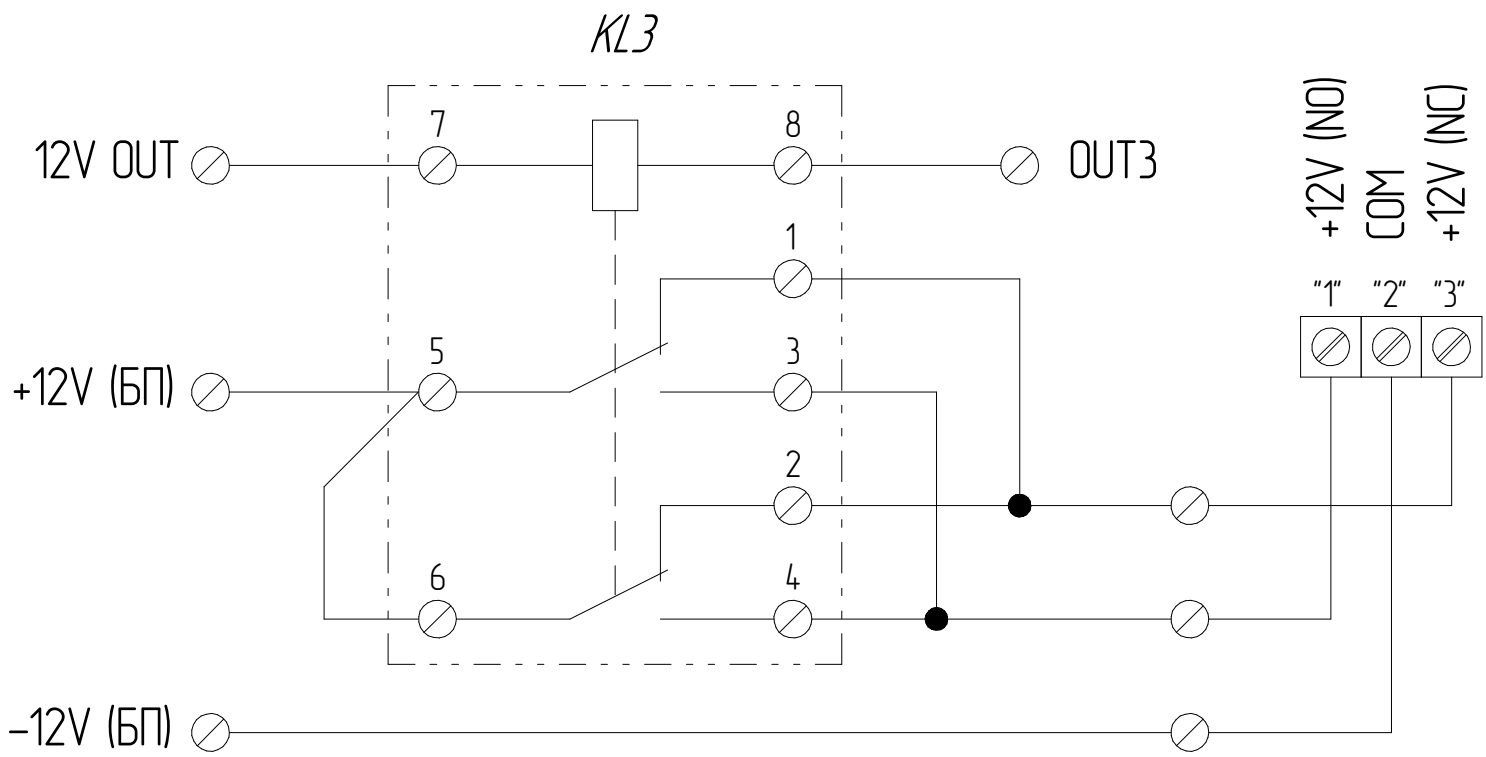 KL3
12V OUT
7
8
OUT3
1
+12V (БП)
5
3
2
6
4
-12V (БП)
+12V (NO)
COM
+12V (NC)
"1"
"2"
"3"